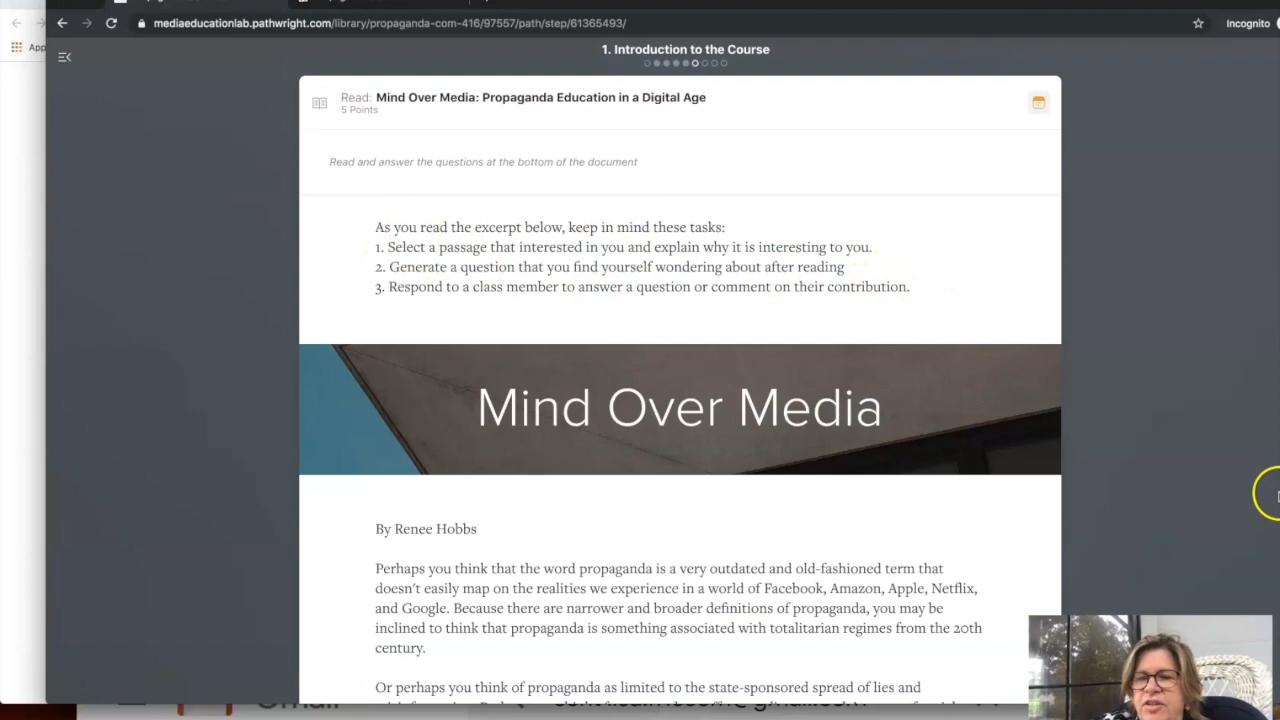 mediaeducationlab.pathwright.com/library/propaganda-com-416/97557/path/step/61365493/
Incognito
App
1. Introduction to the Course
Read: Mind Over Media: Propaganda Education in a Digital Age
5 Points
Read and answer the questions at the bottom of the document
As you read the excerpt below, keep in mind these tasks:
1. Select a passage that interested in you and explain why it is interesting to you.
2. Generate a question that you find yourself wondering about after reading
3. Respond to a class member to answer a question or comment on their contribution.
Mind Over Media
By Renee Hobbs
Perhaps you think that the word propaganda is a very outdated and old-fashioned term that
doesn't easily map on the realities we experience in a world of Facebook, Amazon, Apple, Netflix,
and Google. Because there are narrower and broader definitions of propaganda, you may be
inclined to think that propaganda is something associated with totalitarian regimes from the 20th
century.
Or perhaps you think of propaganda as limited to the state-sponsored spread of lies and